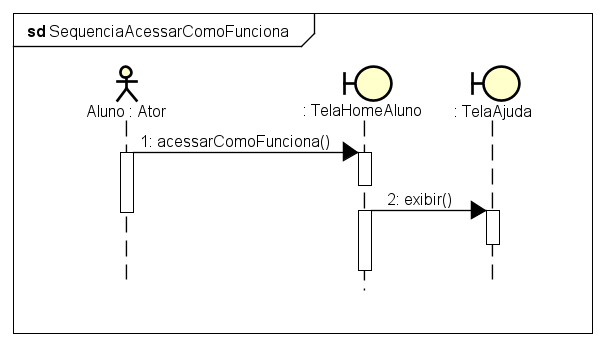 sd SequenciaAcessarComoFunciona
Aluno : Ator
: TelaHomeAluno
: TelaAjuda
1: acessarComoFunciona()
2: exibir()